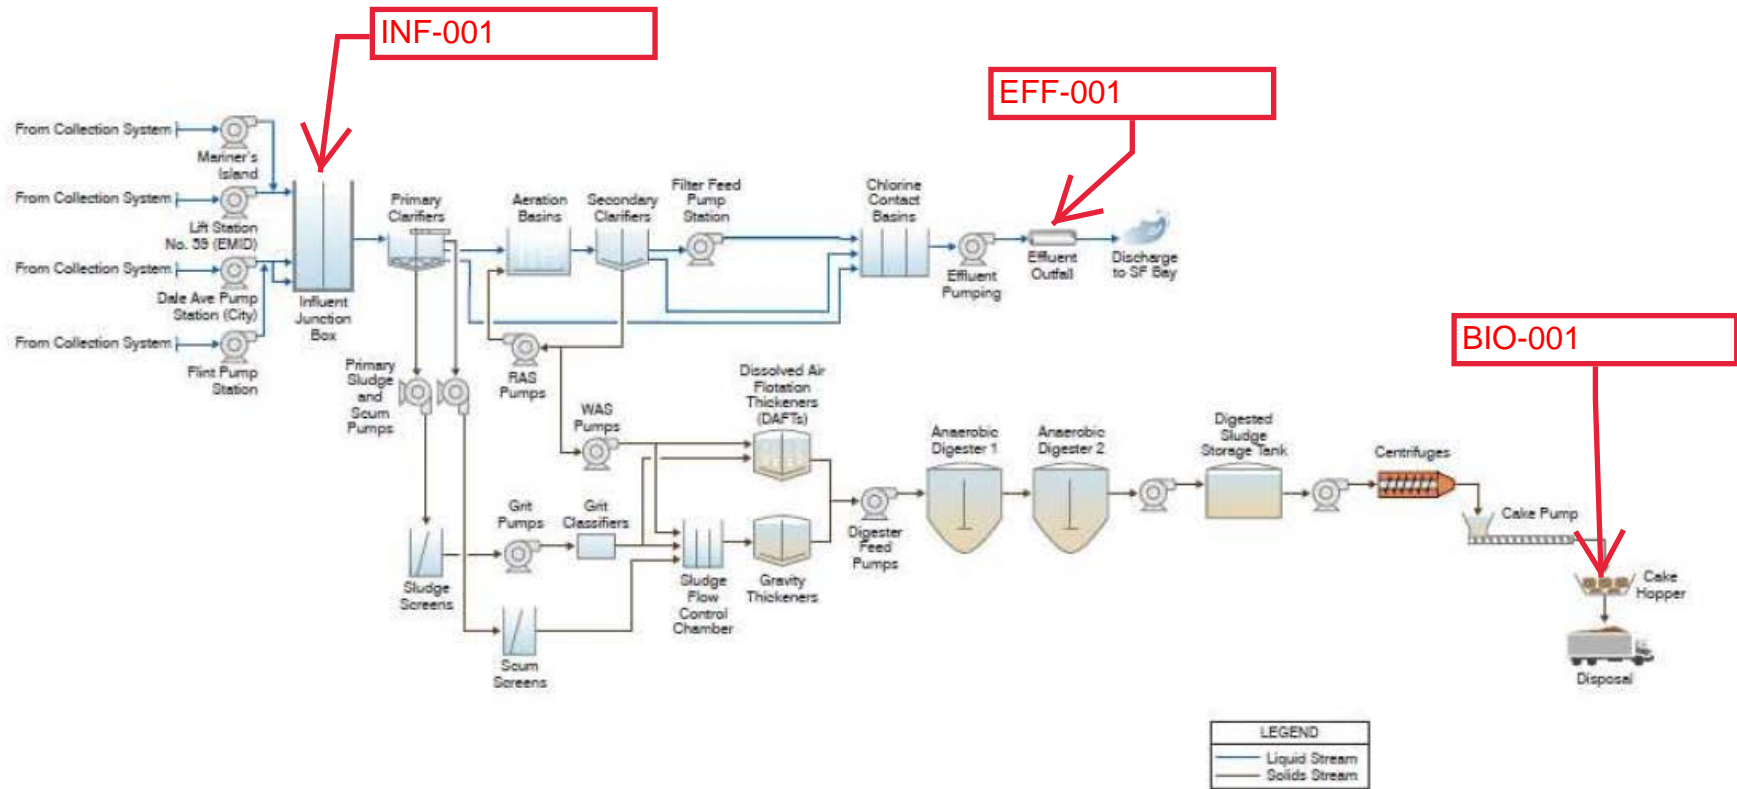 INF-001
EFF-001
From Collection System
Mariner's
Island
From Collection System
Lift Station
No. 59 (EMID)
From Collection System
Dale Ave Pump
Station (City)
From Collection System
Flint Pump
Station
Influent
Junction
Box
Primary
Clarifiers
Aeration
Basins
Secondary
Clarifiers
Filter Feed
Pump
Station
Chlorine
Contact
Basins
Effluent
Pumping
Effluent
Outfall
Discharge
to SF Bay
BIO-001
Primary
Sludge
and
Scum
Pumps
RAS
Pumps
WAS
Pumps
Dissolved Air
Flotation
Thickeners
(DAFTs)
Anaerobic
Digester 1
Anaerobic
Digester 2
Digested
Sludge
Storage Tank
Centrifuges
Cake Pump
Cake
Hopper
Disposal
Grit
Pumps
Grit
Classifiers
Sludge
Screens
Scum
Screens
Sludge
Flow
Control
Chamber
Gravity
Thickeners
Digester
Feed
Pumps
LEGEND
Liquid Stream
Solids Stream